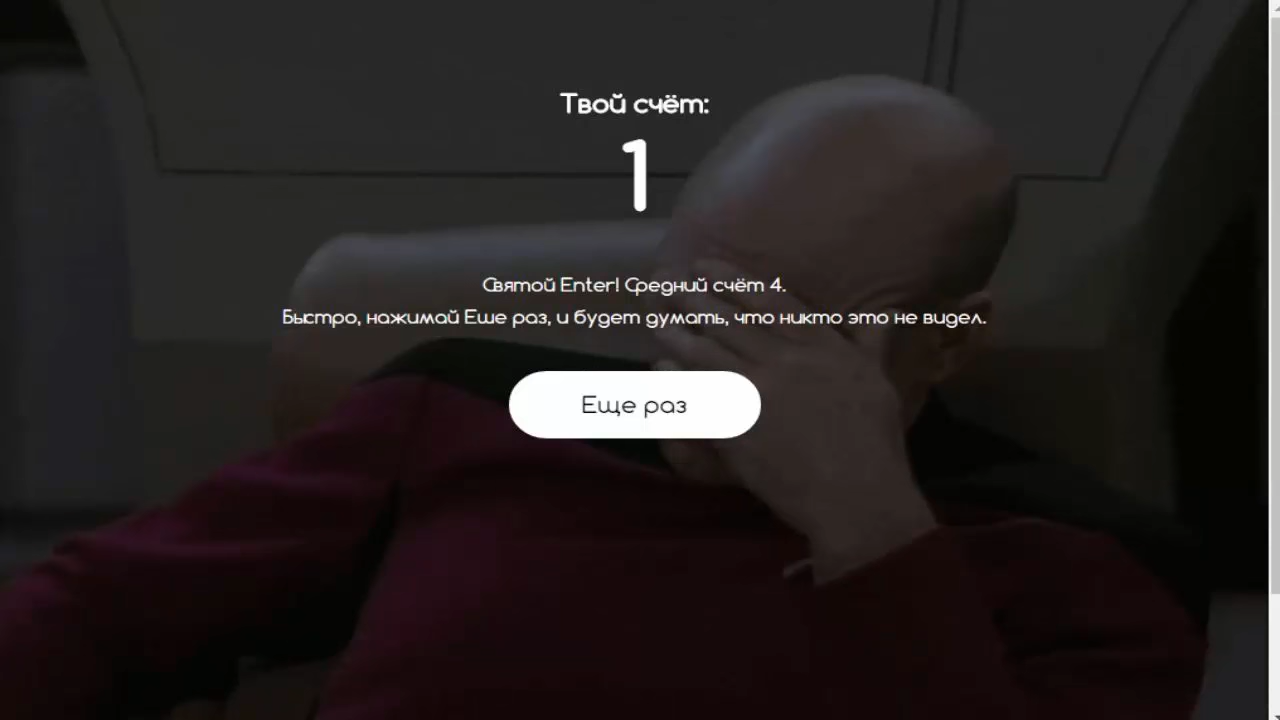 Твой счёт:
1
Святой Enter! Средний счёт 4.
Быстро, нажимай Еше раз, и будет думать, что никто это не видел.
Еще раз